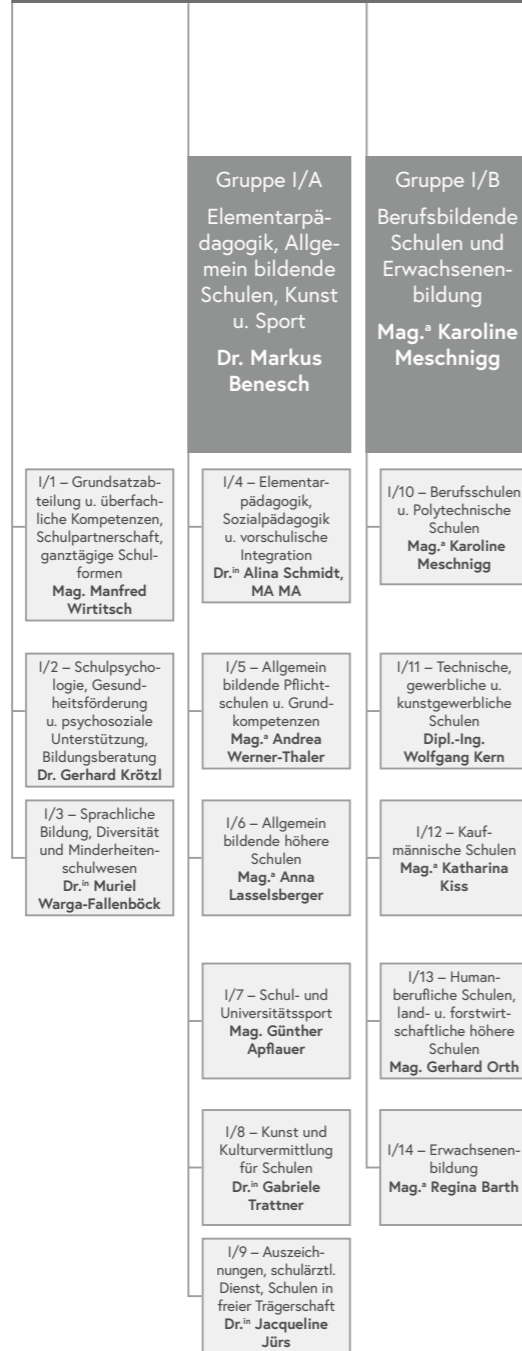 Gruppe I/A
Elementarpä-
dagogik, Allge-
mein bildende
Schulen, Kunst
u. Sport
Dr. Markus
Benesch
Gruppe I/B
Berufsbildende
Schulen und
Erwachsenen-
bildung
Mag.ª Karoline
Meschnigg
I/1 – Grundsatzab-
teilung u. überfach-
liche Kompetenzen,
Schulpartnerschaft,
ganztägige Schul-
formen
Mag. Manfred
Wirtitsch
I/2 – Schulpsycho-
logie, Gesund-
heitsförderung
u. psychosoziale
Unterstützung,
Bildungsberatung
Dr. Gerhard Krötzl
I/3 – Sprachliche
Bildung, Diversität
und Minderheiten-
schulwesen
Dr.ⁱⁿ Muriel
Warga-Fallenböck
I/4 – Elementar-
pädagogik,
Sozialpädagogik
u. vorschulische
Integration
Dr.ⁱⁿ Alina Schmidt,
MA MA
I/5 – Allgemein
bildende Pflicht-
schulen u. Grund-
kompetenzen
Mag.ª Andrea
Werner-Thaler
I/6 – Allgemein
bildende höhere
Schulen
Mag.ª Anna
Lasselsberger
I/7 – Schul- und
Universitätssport
Mag. Günther
Apflauer
I/8 – Kunst und
Kulturvermittlung
für Schulen
Dr.ⁱⁿ Gabriele
Trattner
I/9 – Auszeich-
nungen, schulärztl.
Dienst, Schulen in
freier Trägerschaft
Dr.ⁱⁿ Jacqueline
Jürs
I/10 – Berufsschulen
u. Polytechnische
Schulen
Mag.ª Karoline
Meschnigg
I/11 – Technische,
gewerbliche u.
kunstgewerbliche
Schulen
Dipl.-Ing.
Wolfgang Kern
I/12 – Kauf-
männische Schulen
Mag.ª Katharina
Kiss
I/13 – Human-
berufliche Schulen,
land- u. forstwirt-
schaftliche höhere
Schulen
Mag. Gerhard Orth
I/14 – Erwachsenen-
bildung
Mag.ª Regina Barth